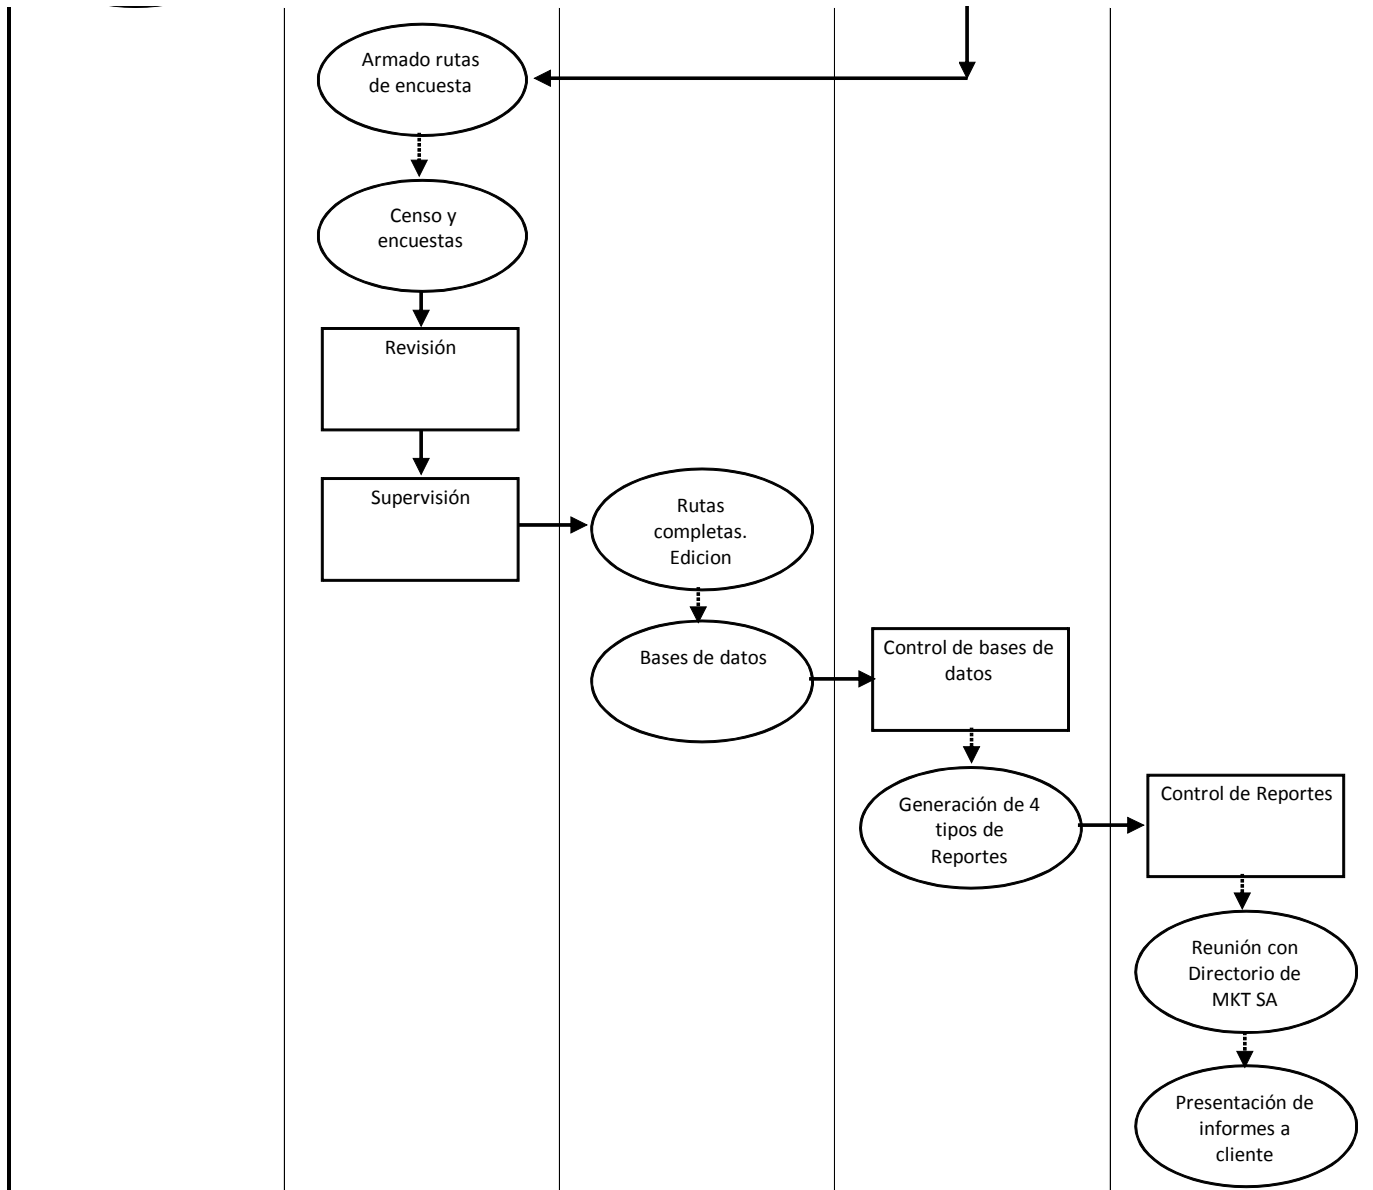 Armado rutas
de encuesta
Censo y
encuestas
Revisión
Supervisión
Rutas
completas.
Edicion
Bases de datos
Control de bases de
datos
Generación de 4
tipos de
Reportes
Control de Reportes
Reunión con
Directorio de
MKT SA
Presentación de
informes a
cliente